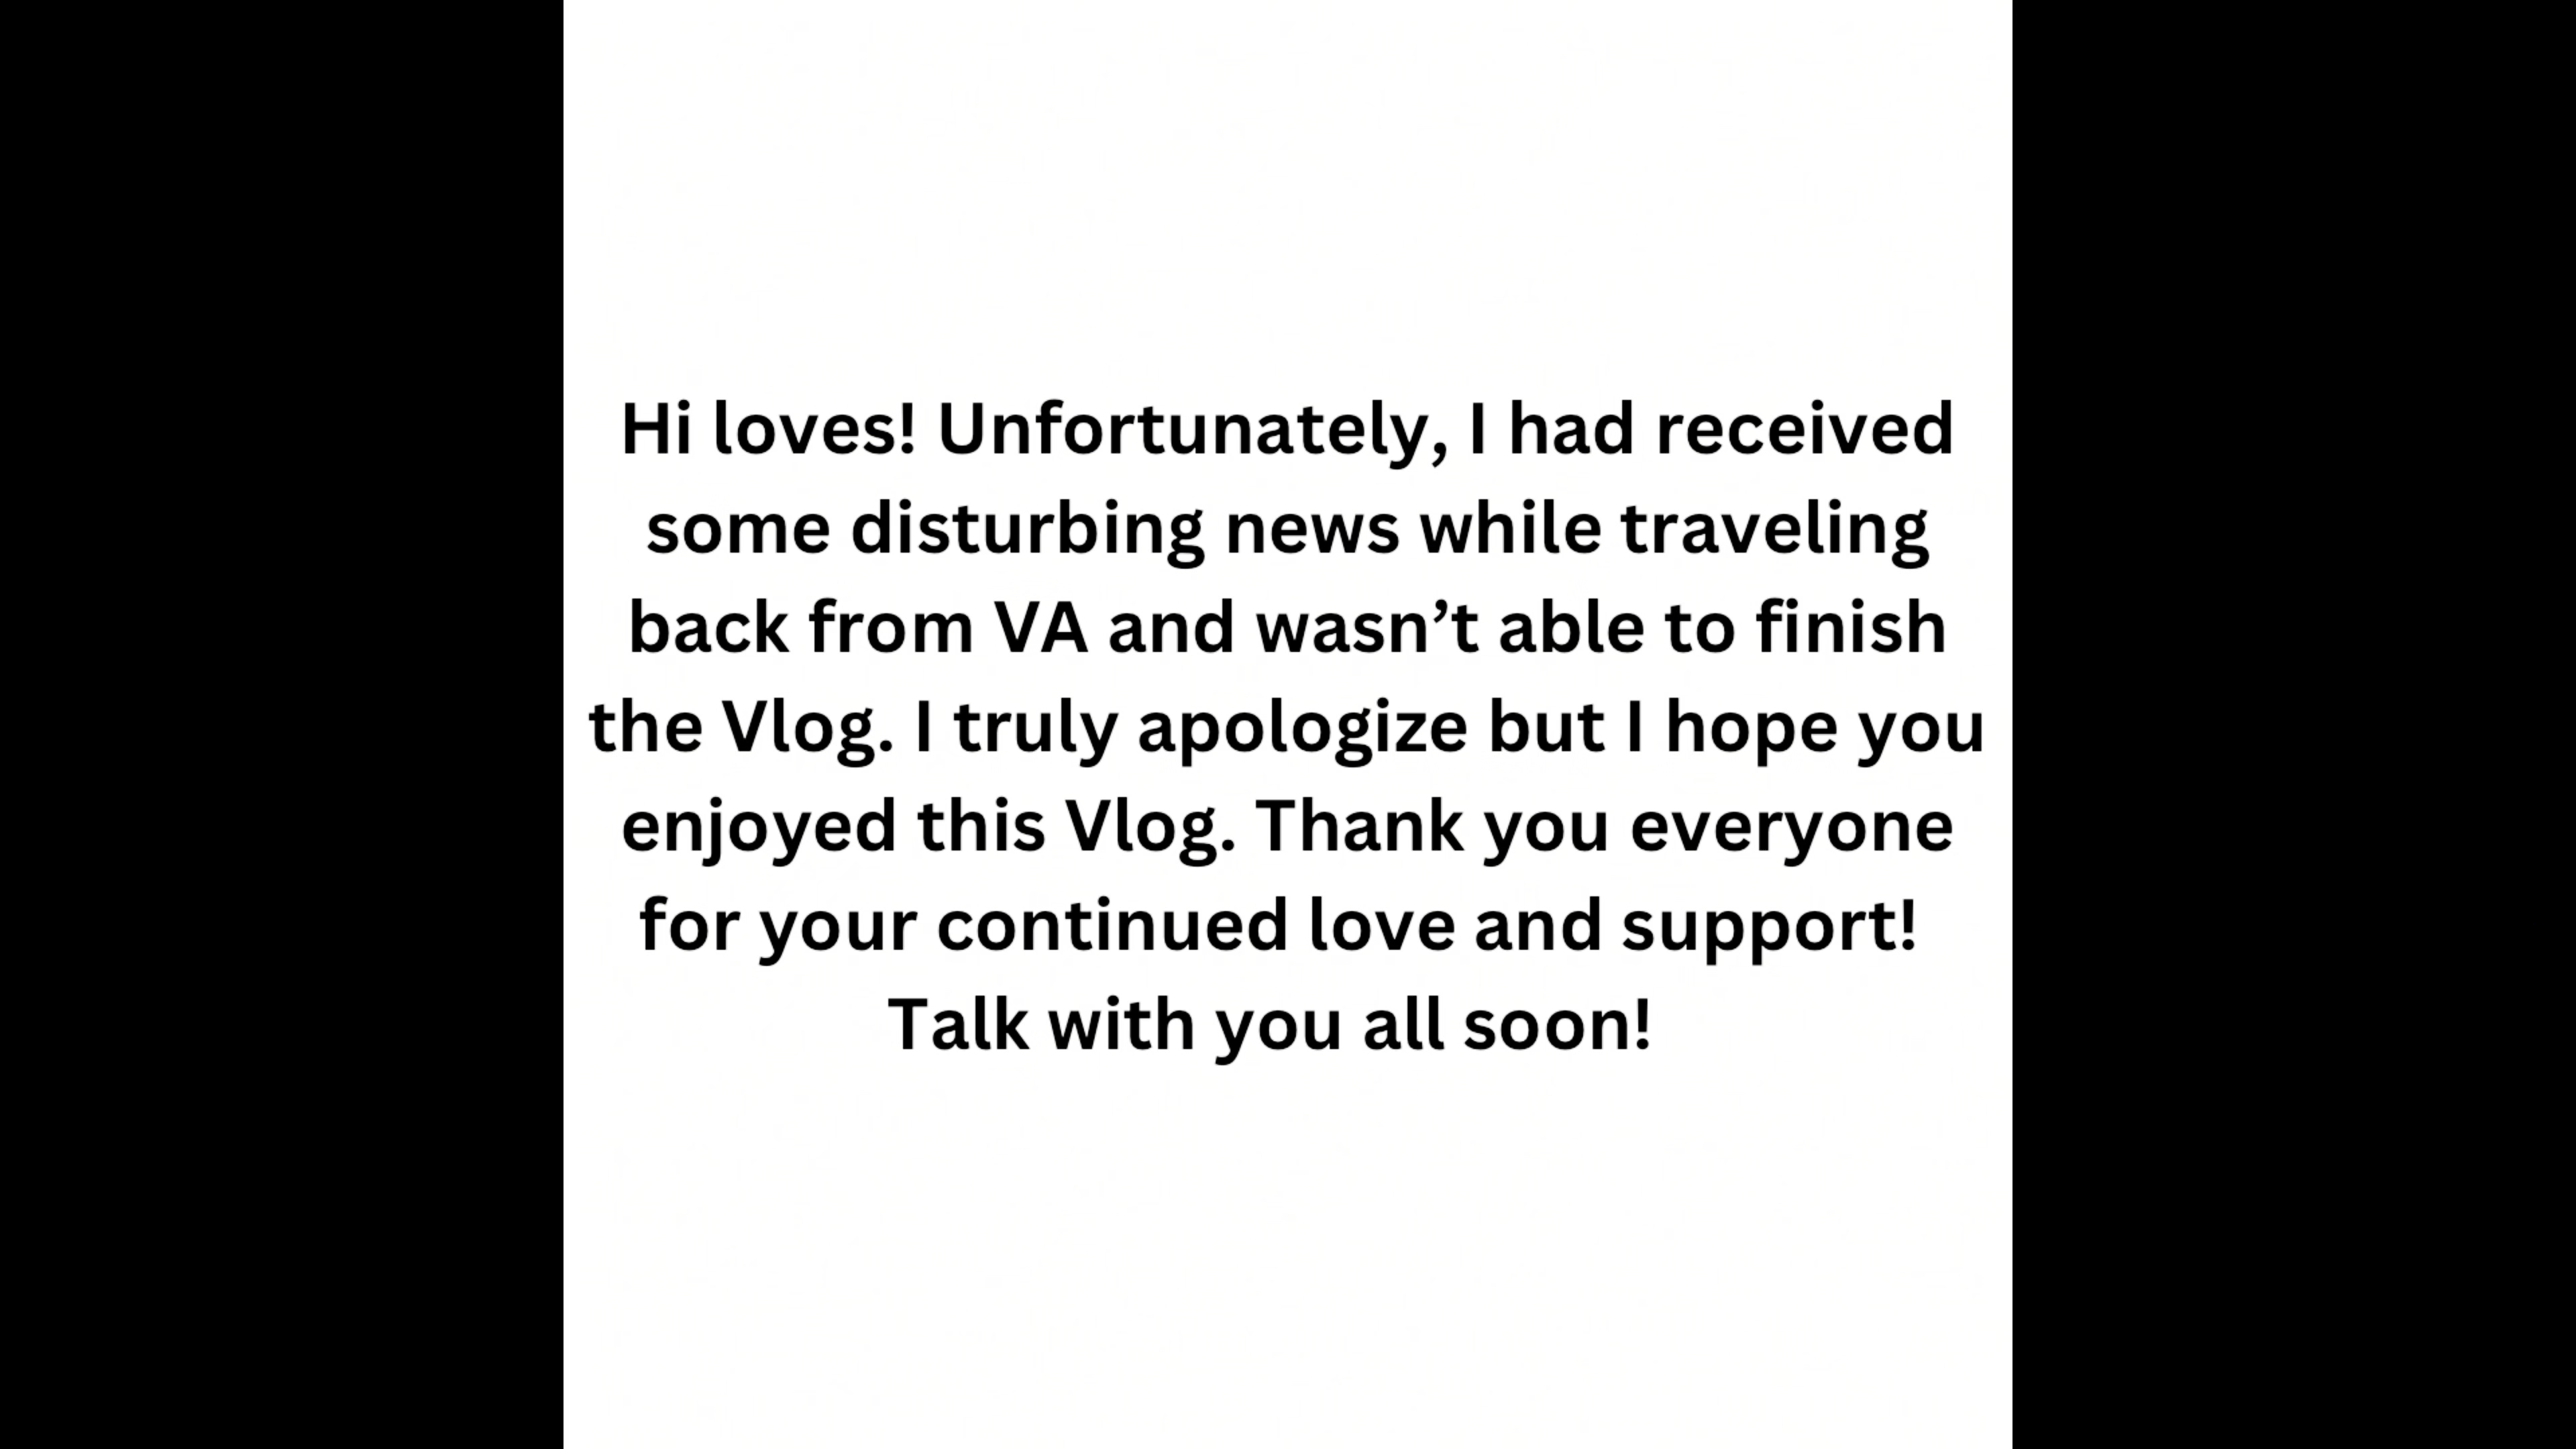 Hi loves! Unfortunately, I had received
some disturbing news while traveling
back from VA and wasn’t able to finish
the Vlog. I truly apologize but I hope you
enjoyed this Vlog. Thank you everyone
for your continued love and support!
Talk with you all soon!